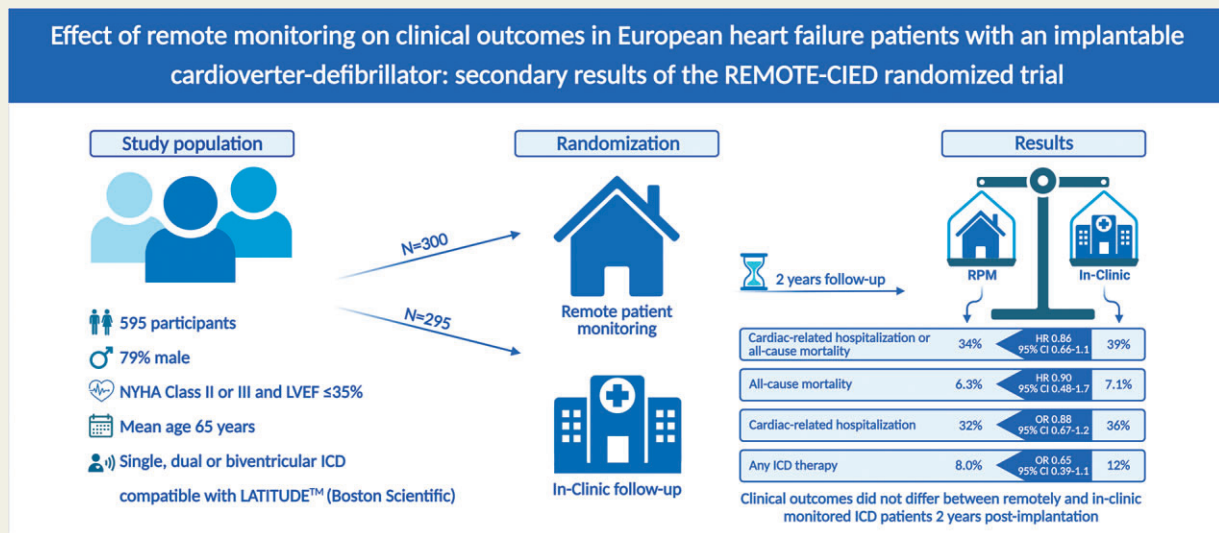 Effect of remote monitoring on clinical outcomes in European heart failure patients with an implantable
cardioverter-defibrillator: secondary results of the REMOTE-CIED randomized trial
Study population
595 participants
79% male
NYHA Class II or III and LVEF ≤35%
Mean age 65 years
Single, dual or biventricular ICD
compatible with LATITUDE™ (Boston Scientific)
N=300
N=295
Randomization
Remote patient
monitoring
In-Clinic follow-up
2 years follow-up
Results
RPM
In-Clinic
Cardiac-related hospitalization or
all-cause mortality
34%
HR 0.86
95% CI 0.66-1.1
39%
All-cause mortality
6.3%
HR 0.90
95% CI 0.48-1.7
7.1%
Cardiac-related hospitalization
32%
OR 0.88
95% CI 0.67-1.2
36%
Any ICD therapy
8.0%
OR 0.65
95% CI 0.39-1.1
12%
Clinical outcomes did not differ between remotely and in-clinic
monitored ICD patients 2 years post-implantation